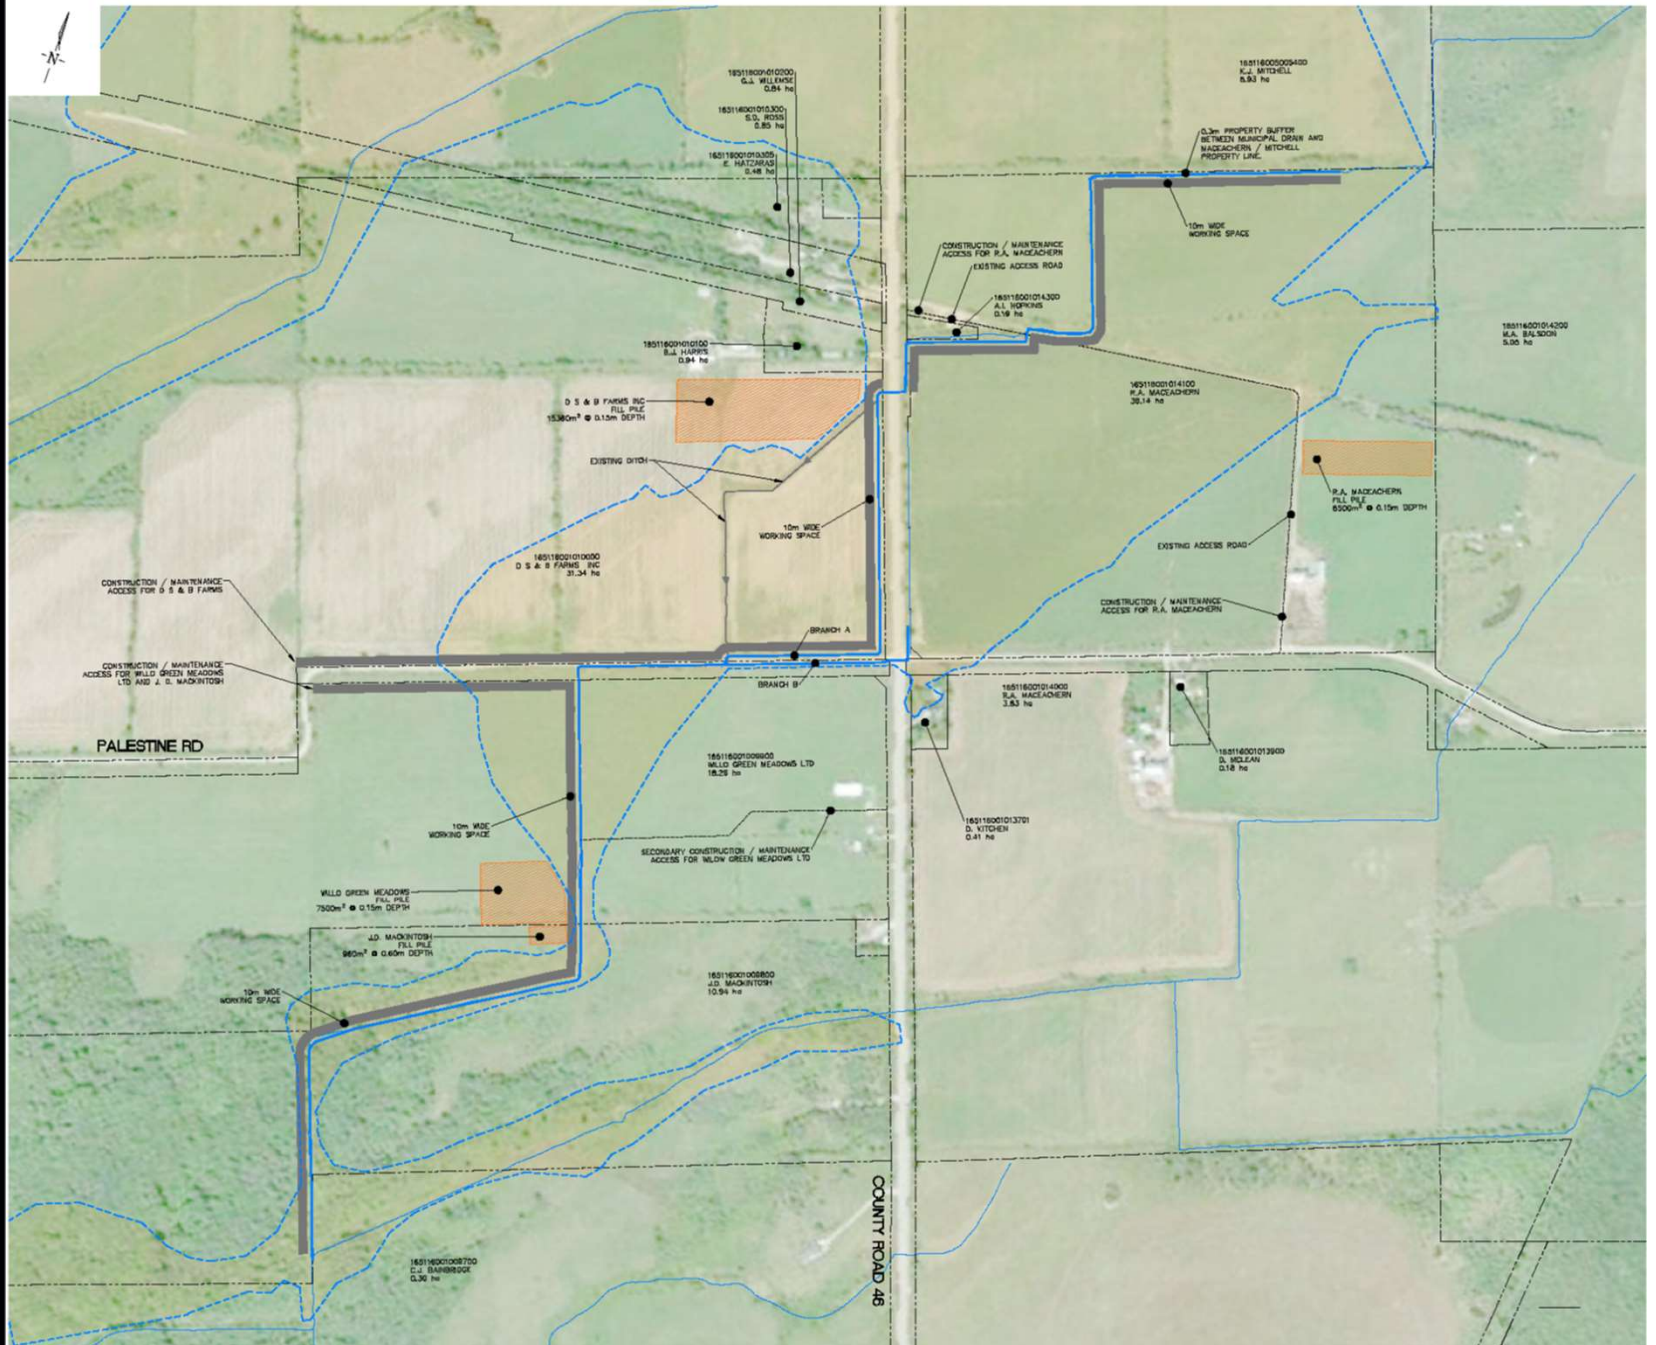 N
165116001010200
G.J. WILLEMSE
0.84 ha
165116001010300
S.D. ROSS
0.85 ha
165116001010305
E. HATZARAS
0.48 ha
165116005005400
K.J. MITCHELL
8.93 ha
0.3m PROPERTY BUFFER
BETWEEN MUNICIPAL DRAIN AND
MACEACHERN / MITCHELL
PROPERTY LINE.
10m WIDE
WORKING SPACE
CONSTRUCTION / MAINTENANCE
ACCESS FOR R.A. MACEACHERN
EXISTING ACCESS ROAD
165116001014300
A.I. HOPKINS
0.19 ha
165116001014200
M.A. BALSDON
5.06 ha
165116001010100
B.J. HARRIS
0.94 ha
165116001014100
R.A. MACEACHERN
38.14 ha
D S & B FARMS INC
FILL PILE
15380m² @ 0.15m DEPTH
EXISTING DITCH
R.A. MACEACHERN
FILL PILE
6500m² @ 0.15m DEPTH
10m WIDE
WORKING SPACE
EXISTING ACCESS ROAD
165116001010000
D S & B FARMS INC
31.34 ha
CONSTRUCTION / MAINTENANCE
ACCESS FOR D S & B FARMS
CONSTRUCTION / MAINTENANCE
ACCESS FOR R.A. MACEACHERN
BRANCH A
CONSTRUCTION / MAINTENANCE
ACCESS FOR WILLO GREEN MEADOWS
LTD AND J. D. MACKINTOSH
BRANCH B
165116001014000
R.A. MACEACHERN
3.83 ha
PALESTINE RD
165116001009900
WILLO GREEN MEADOWS LTD
18.29 ha
165116001013900
D. MCLEAN
0.18 ha
10m WIDE
WORKING SPACE
165116001013701
D. KITCHEN
0.41 ha
SECONDARY CONSTRUCTION / MAINTENANCE
ACCESS FOR WILOW GREEN MEADOWS LTD
WILLO GREEN MEADOWS
FILL PILE
7500m² @ 0.15m DEPTH
J.D. MACKINTOSH
FILL PILE
960m² @ 0.60m DEPTH
165116001009800
J.D. MACKINTOSH
10.94 ha
10m WIDE
WORKING SPACE
COUNTY ROAD 46
165116001009700
C.J. BAINBRIDGE
0.30 ha